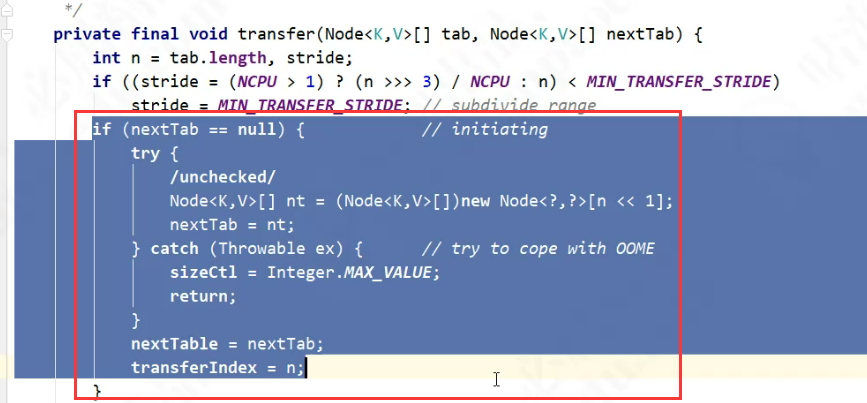 */
private final void transfer(Node<K,V>[] tab, Node<K,V>[] nextTab) {
int n = tab.length, stride;
if ((stride = (NCPU > 1) ? (n >>> 3) / NCPU : n) < MIN_TRANSFER_STRIDE)
stride = MIN_TRANSFER_STRIDE; // subdivide range
if (nextTab == null) { // initiating
try {
/unchecked/
Node<K,V>[] nt = (Node<K,V>[])new Node<?,?>[n << 1];
nextTab = nt;
} catch (Throwable ex) { // try to cope with OOME
sizeCtl = Integer.MAX_VALUE;
return;
}
nextTable = nextTab;
transferIndex = n;
}